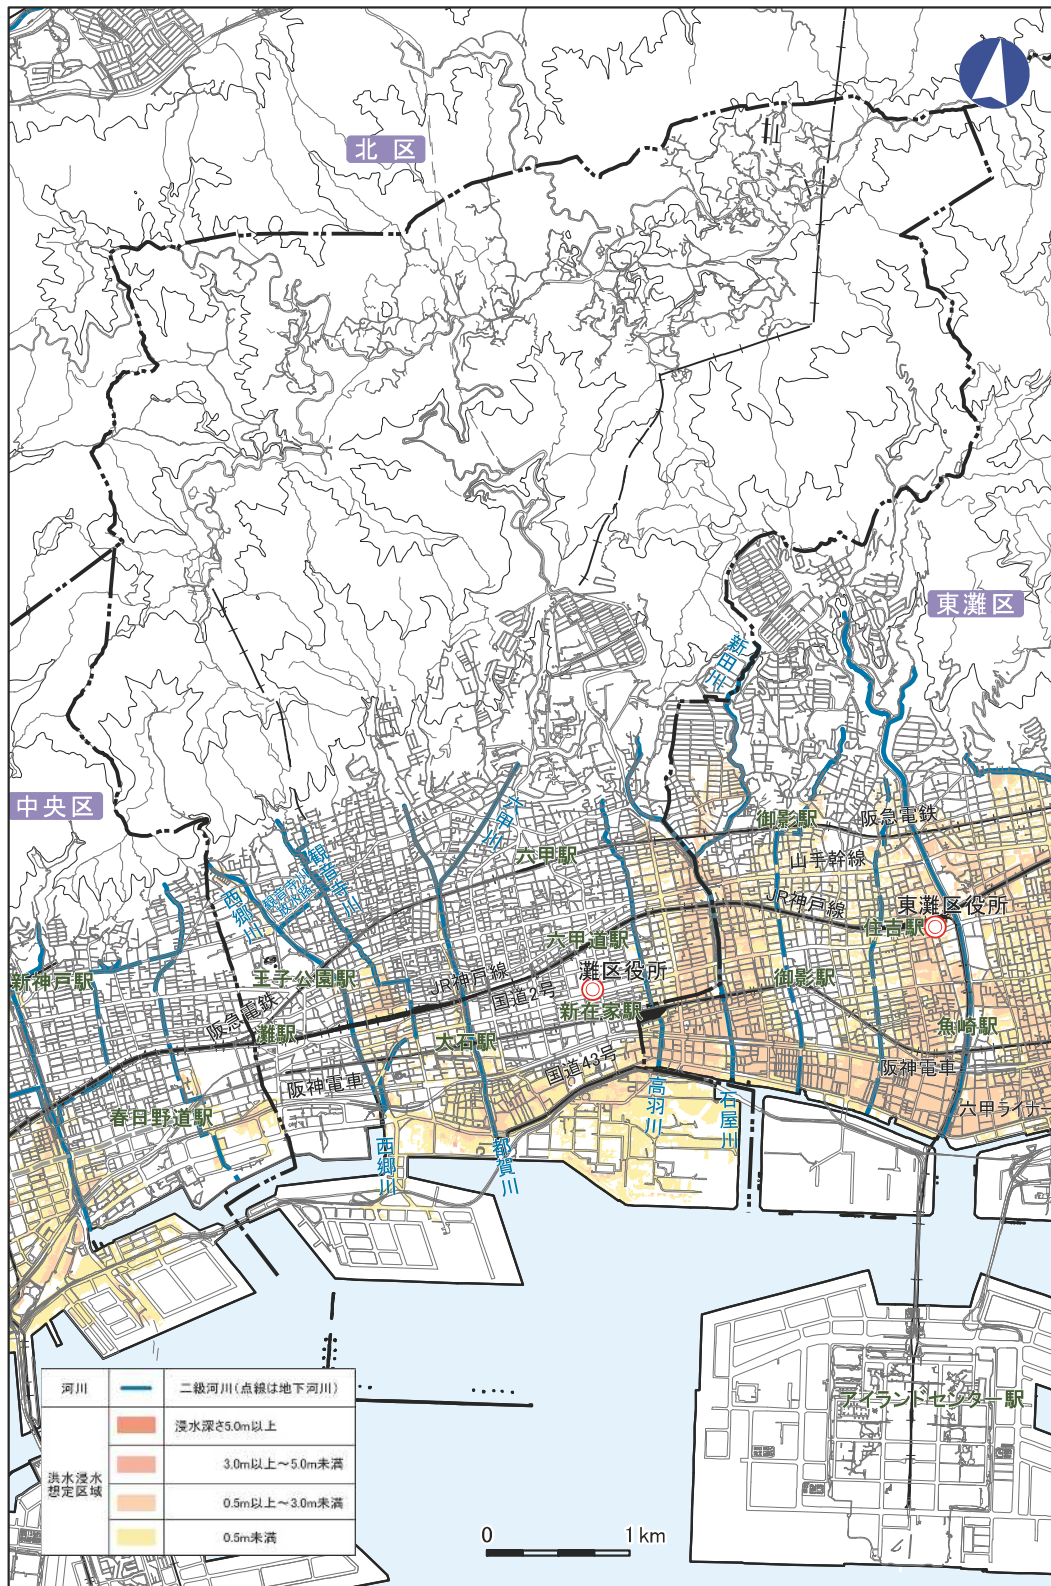 北区
東灘区
新田川
中央区
六甲川
御影駅
阪急電鉄
六甲駅
山手幹線
観音寺川
観音寺川放水路
西郷川
JR神戸線
東灘区役所
住吉駅
六甲道駅
灘区役所
新神戸駅
王子公園駅
JR神戸線
国道2号
御影駅
新在家駅
阪急電鉄
灘駅
大石駅
魚崎駅
国道43号
阪神電車
阪神電車
春日野道駅
高羽川
石屋川
六甲ライナー
西郷川
都賀川
アイランドセンター駅
河川
二級河川(点線は地下河川)
洪水浸水想定区域
浸水深さ5.0m以上
3.0m以上～5.0m未満
0.5m以上～3.0m未満
0.5m未満
0 1km